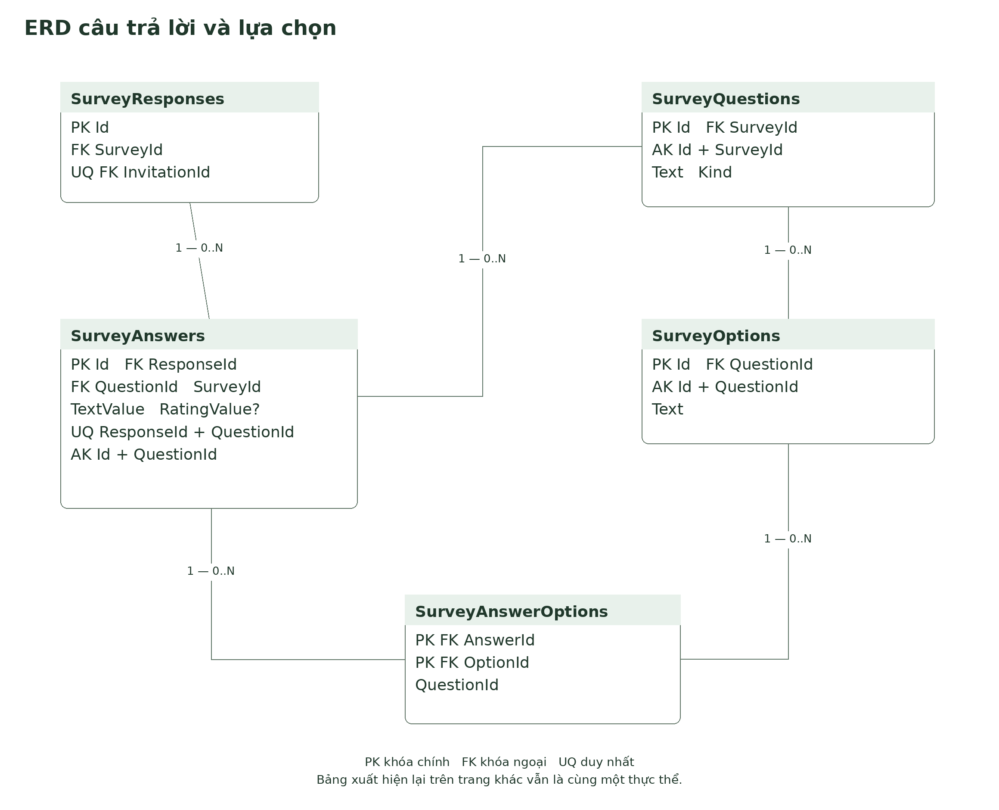 ERD câu trả lời và lựa chọn
SurveyResponses
PK Id
FK SurveyId
UQ FK InvitationId
SurveyQuestions
PK Id FK SurveyId
AK Id + SurveyId
Text Kind
1 — 0..N
1 — 0..N
1 — 0..N
SurveyAnswers
PK Id FK ResponseId
FK QuestionId SurveyId
TextValue RatingValue?
UQ ResponseId + QuestionId
AK Id + QuestionId
SurveyOptions
PK Id FK QuestionId
AK Id + QuestionId
Text
1 — 0..N
1 — 0..N
SurveyAnswerOptions
PK FK AnswerId
PK FK OptionId
QuestionId
PK khóa chính FK khóa ngoại UQ duy nhất
Bảng xuất hiện lại trên trang khác vẫn là cùng một thực thể.